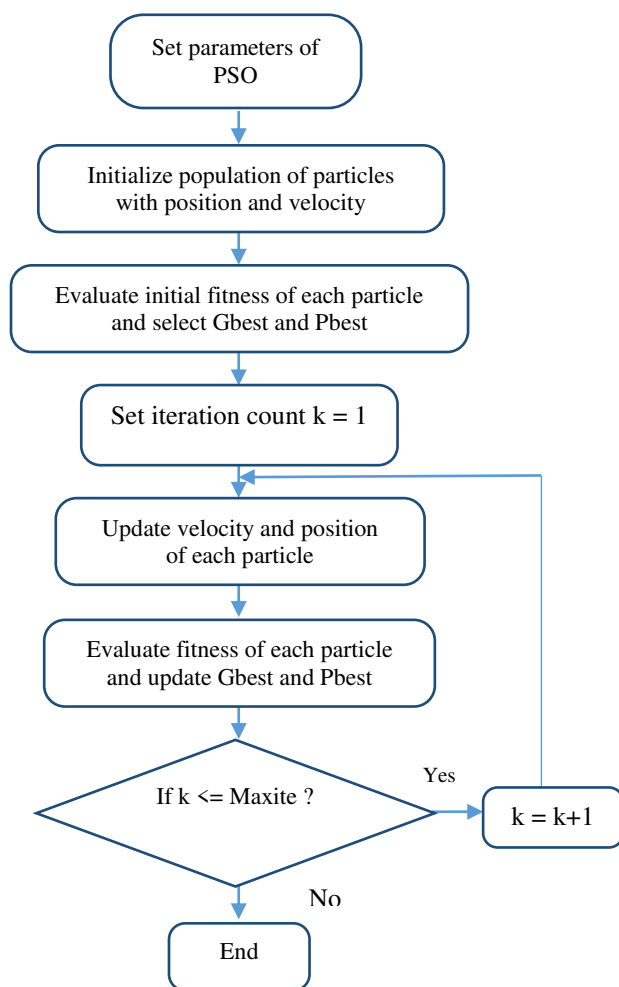 Set parameters of
PSO
Initialize population of particles
with position and velocity
Evaluate initial fitness of each particle
and select Gbest and Pbest
Set iteration count k = 1
Update velocity and position
of each particle
Evaluate fitness of each particle
and update Gbest and Pbest
If k <= Maxite ?
Yes
k = k+1
No
End